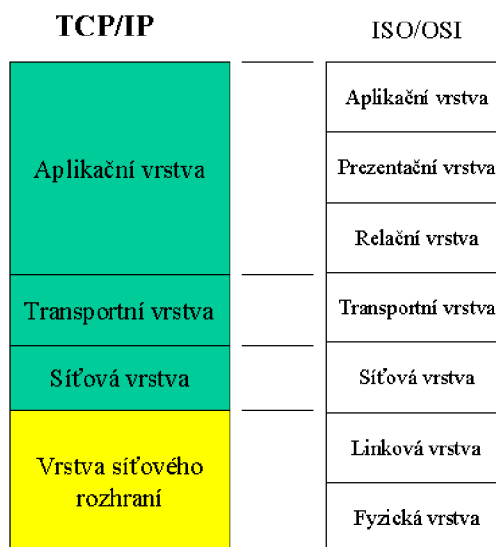 TCP/IP
Aplikační vrstva
Transportní vrstva
Síťová vrstva
Vrstva síťového
rozhraní
ISO/OSI
Aplikační vrstva
Prezentační vrstva
Relační vrstva
Transportní vrstva
Síťová vrstva
Linková vrstva
Fyzická vrstva